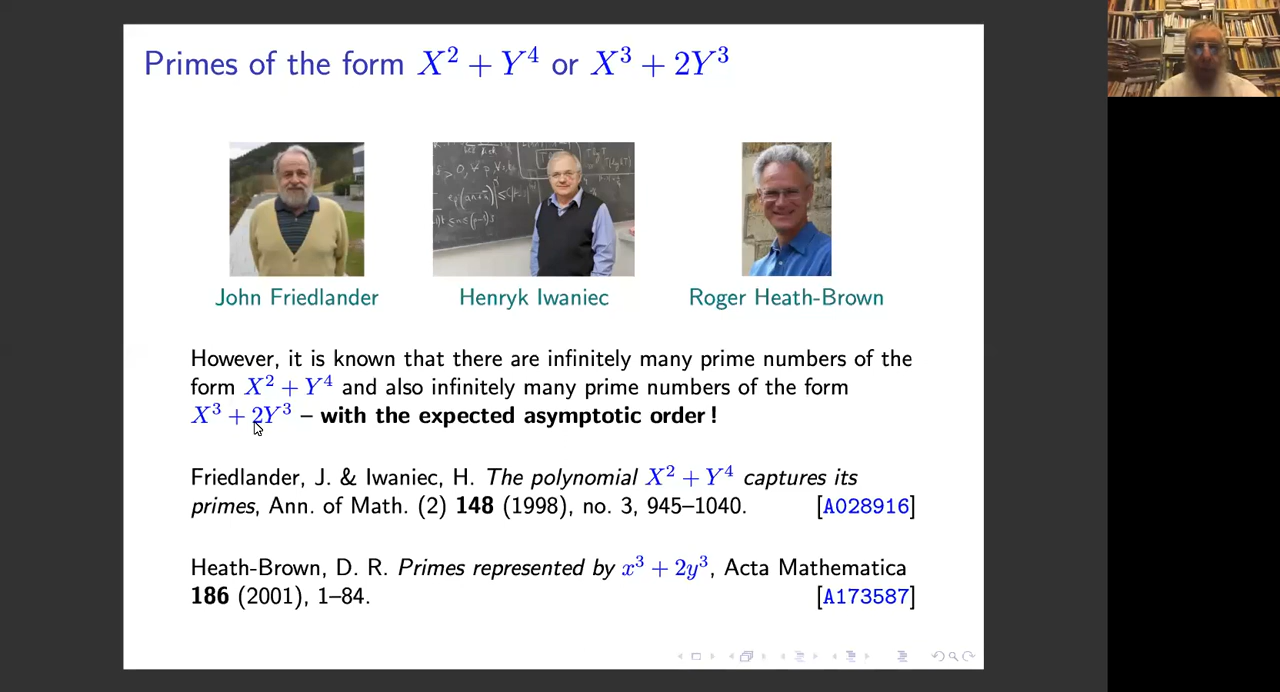 Primes of the form X² + Y⁴ or X³ + 2Y³
John Friedlander
Henryk Iwaniec
Roger Heath-Brown
However, it is known that there are infinitely many prime numbers of the
form X² + Y⁴ and also infinitely many prime numbers of the form
X³ + 2Y³ – with the expected asymptotic order !
Friedlander, J. & Iwaniec, H. The polynomial X² + Y⁴ captures its
primes, Ann. of Math. (2) 148 (1998), no. 3, 945–1040. [A028916]
Heath-Brown, D. R. Primes represented by x³ + 2y³, Acta Mathematica
186 (2001), 1–84. [A173587]